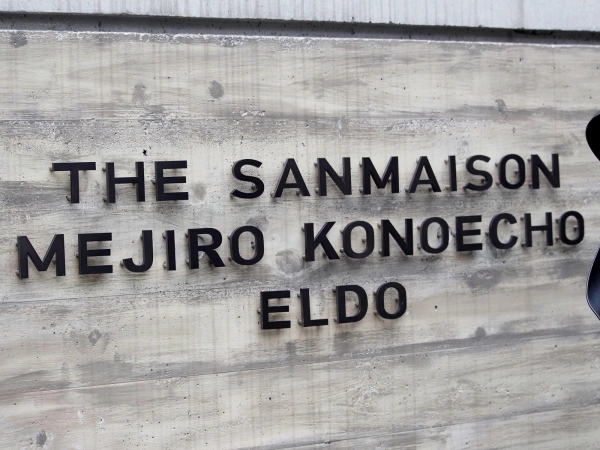 THE SANMAISON
MEJIRO KONOECHO
ELDO